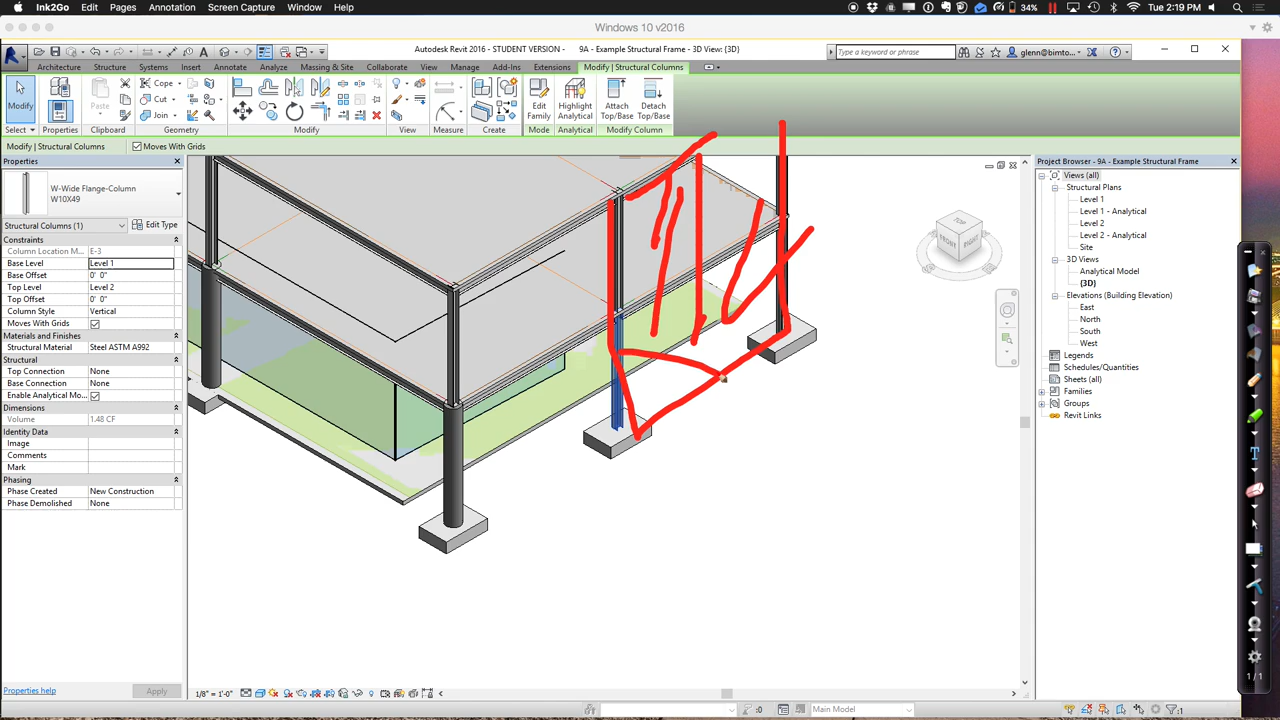 Ink2Go Edit Pages Annotation Screen Capture Window Help 34% Tue 2:19 PM
Windows 10 v2016
Autodesk Revit 2016 - STUDENT VERSION - 9A - Example Structural Frame - 3D View: {3D} Type a keyword or phrase glenn@bimto...
Architecture Structure Systems Insert Annotate Analyze Massing & Site Collaborate View Manage Add-Ins Extensions Modify | Structural Columns
Modify Properties Paste Cope Cut Join Edit Family Highlight Analytical Attach Top/Base Detach Top/Base
Select Properties Clipboard Geometry Modify View Measure Create Mode Analytical Modify Column
Modify | Structural Columns Moves With Grids
Properties
W-Wide Flange-Column
W10X49
Structural Columns (1) Edit Type
Constraints
Column Location M... E-3
Base Level Level 1
Base Offset 0' 0"
Top Level Level 2
Top Offset 0' 0"
Column Style Vertical
Moves With Grids
Materials and Finishes
Structural Material Steel ASTM A992
Structural
Top Connection None
Base Connection None
Enable Analytical Mo...
Dimensions
Volume 1.48 CF
Identity Data
Image
Comments
Mark
Phasing
Phase Created New Construction
Phase Demolished None
Properties help Apply
TOP
FRONT RIGHT
1/8" = 1'-0"
Project Browser - 9A - Example Structural Frame
Views (all)
Structural Plans
Level 1
Level 1 - Analytical
Level 2
Level 2 - Analytical
Site
3D Views
Analytical Model
{3D}
Elevations (Building Elevation)
East
North
South
West
Legends
Schedules/Quantities
Sheets (all)
Families
Groups
Revit Links
1 / 1
:0 Main Model :1